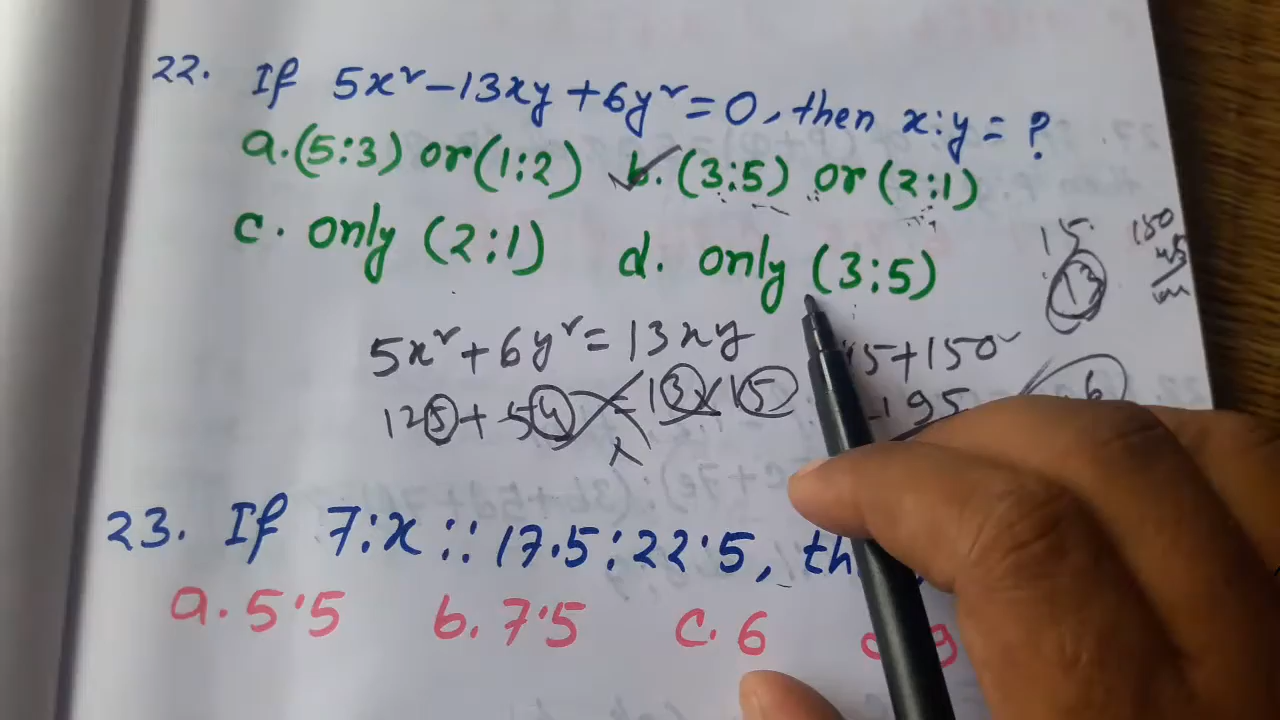 22. If 5x² - 13xy + 6y² = 0, then x:y = ?
a. (5:3) or (1:2) b. (3:5) or (2:1)
c. only (2:1) d. only (3:5)
15 150
13
5x² + 6y² = 13xy
45+150
125 + 54 = 13×15
195
6
23. If 7:x :: 17.5:22.5,
a. 5.5 b. 7.5 c. 6